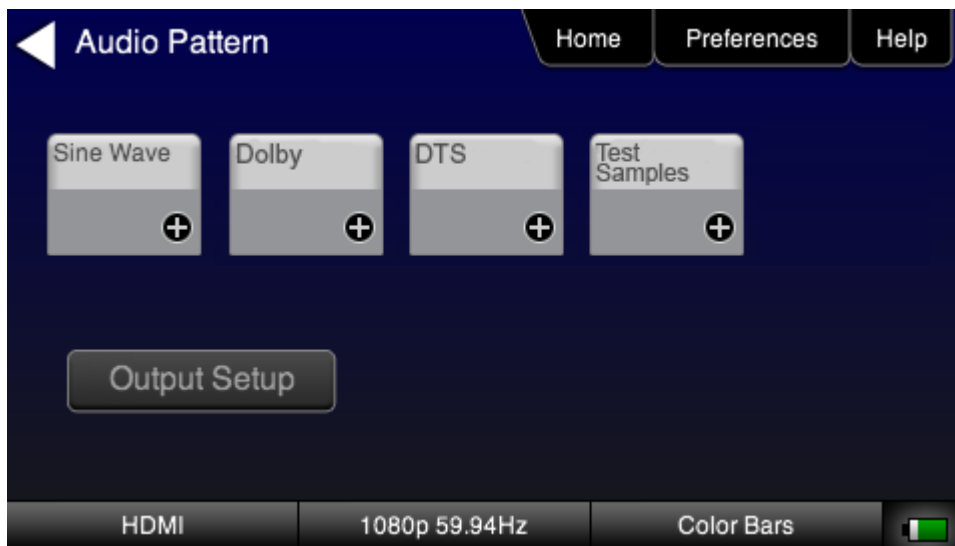 Audio Pattern
Home
Preferences
Help
Sine Wave
Dolby
DTS
Test
Samples
Output Setup
HDMI
1080p 59.94Hz
Color Bars